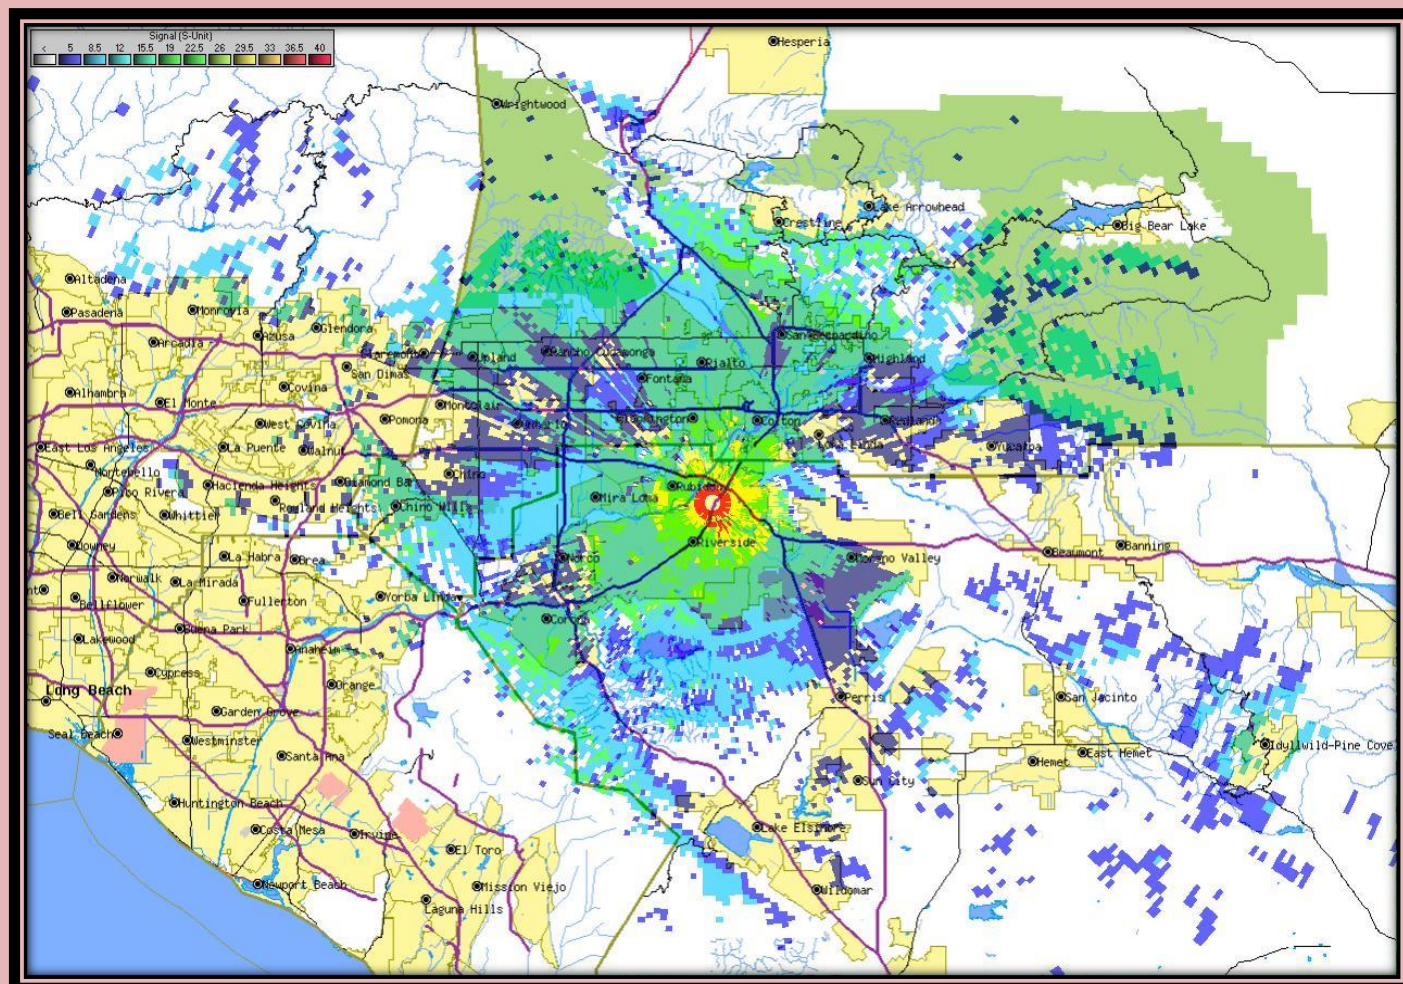 Signal (S-Unit)
< 5 8.5 12 15.5 19 22.5 26 29.5 33 36.5 40
Hesperia
Wrightwood
Lake Arrowhead
Crestline
Big Bear Lake
Altadena
Pasadena
Monrovia
Azusa
Glendora
Arcadia
San Bernardino
Claremont
Upland
Rancho Cucamonga
Rialto
Highland
San Dimas
Fontana
Alhambra
Covina
El Monte
Montclair
Pomona
Ontario
Bloomington
Colton
Redlands
West Covina
East Los Angeles
La Puente
Walnut
Loma Linda
Yucaipa
Montebello
Chino
Pico Rivera
Hacienda Heights
Diamond Bar
Rubidoux
Mira Loma
Rowland Heights
Chino Hills
Bell Gardens
Whittier
Downey
Riverside
La Habra
Brea
Norco
Moreno Valley
Beaumont
Banning
Norwalk
La Mirada
nt
Bellflower
Fullerton
Yorba Linda
Buena Park
Corona
Lakewood
Anaheim
Cypress
Orange
Long Beach
Perris
San Jacinto
Garden Grove
Seal Beach
Westminster
Santa Ana
Idyllwild-Pine Cove
East Hemet
Hemet
Sun City
Huntington Beach
Costa Mesa
Irvine
Lake Elsinore
El Toro
Newport Beach
Mission Viejo
Wildomar
Laguna Hills